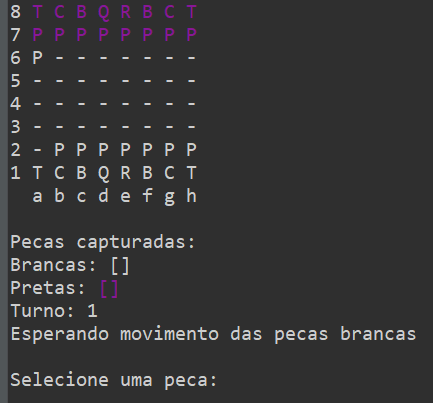 8 T C B Q R B C T
7 P P P P P P P P
6 P - - - - - - -
5 - - - - - - - -
4 - - - - - - - -
3 - - - - - - - -
2 - P P P P P P P
1 T C B Q R B C T
a b c d e f g h
Pecas capturadas:
Brancas: []
Pretas: []
Turno: 1
Esperando movimento das pecas brancas
Selecione uma peca: